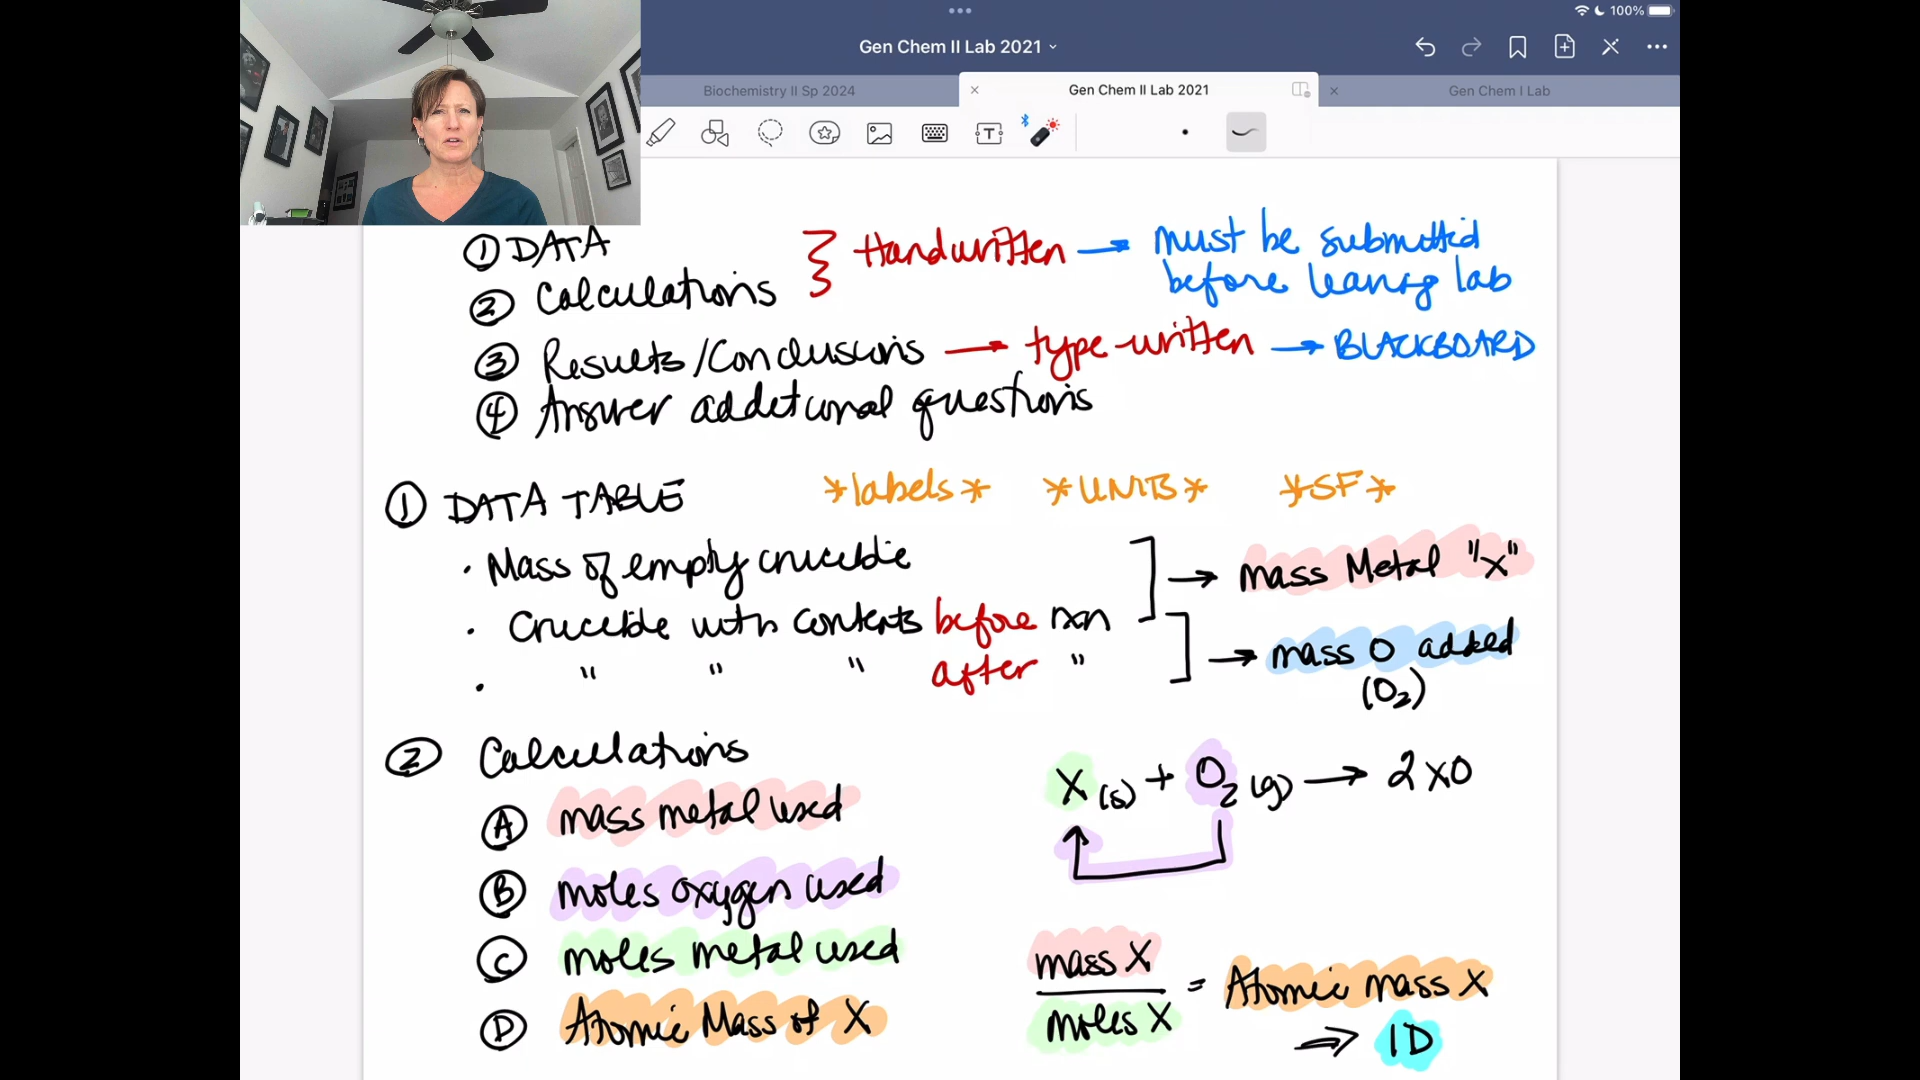 100%
Gen Chem II Lab 2021
Biochemistry II Sp 2024
Gen Chem II Lab 2021
Gen Chem I Lab
T
① DATA
② Calculations
} Handwritten → must be submitted
before leaving lab
③ Results/Conclusions → type-written → BLACKBOARD
④ Answer additional questions
① DATA TABLE *labels* *UNITS* *SF*
· Mass of empty crucible
→ mass Metal "X"
· Crucible with contents before rxn
→ mass O added
· " " " after "
(O₂)
② Calculations
X (s) + O₂ (g) → 2XO
Ⓐ mass metal used
Ⓑ moles oxygen used
Ⓒ moles metal used
mass X
moles X
= Atomic mass X
Ⓓ Atomic Mass of X
⇒ ID